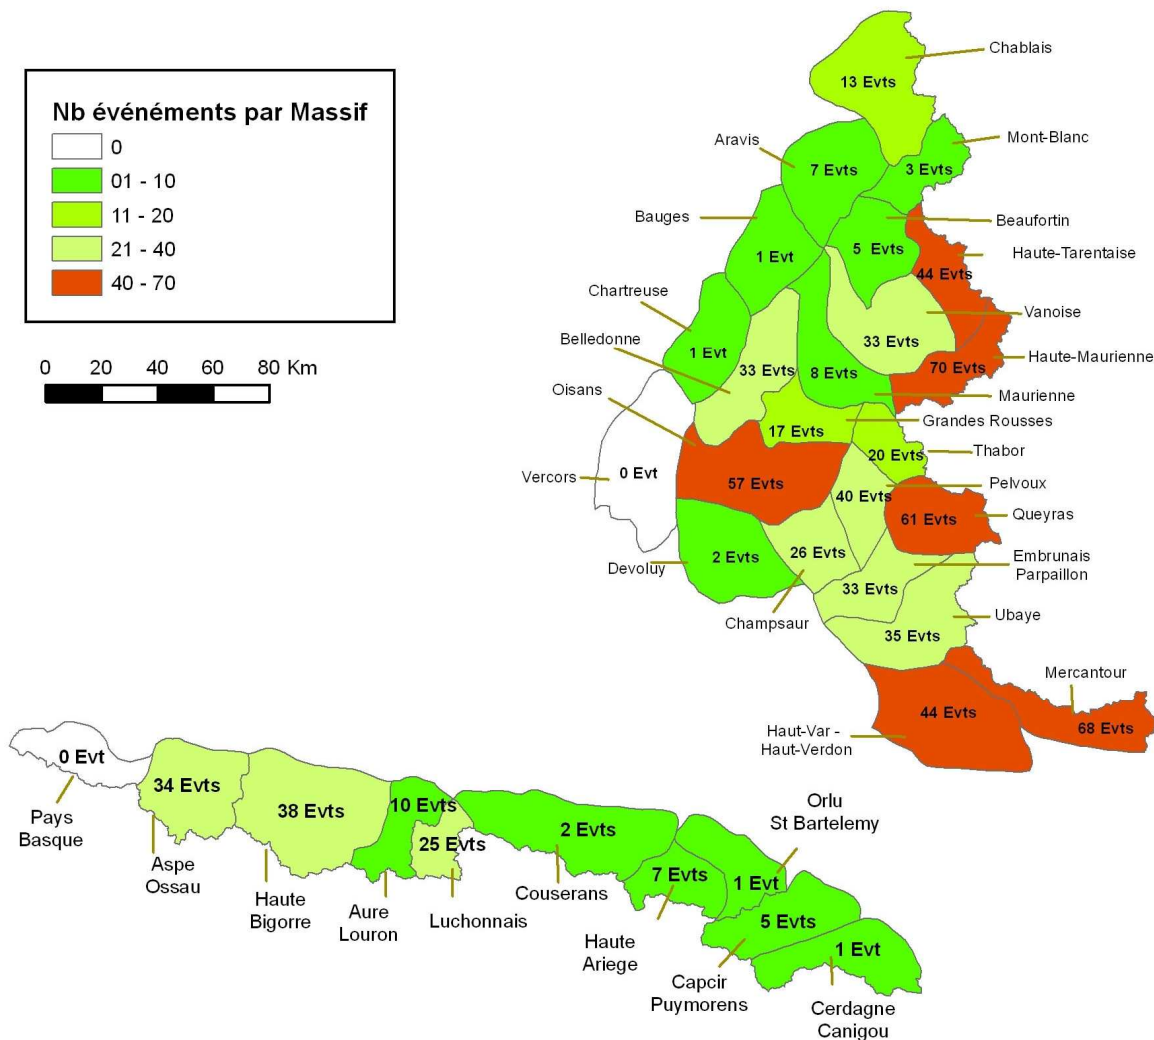 Nb événéments par Massif
0
01 - 10
11 - 20
21 - 40
40 - 70
0 20 40 60 80 Km
Chablais
13 Evts
Mont-Blanc
Aravis
7 Evts
3 Evts
Bauges
Beaufortin
1 Evt
5 Evts
Haute-Tarentaise
44 Evts
Chartreuse
Vanoise
33 Evts
Belledonne
1 Evt
33 Evts
8 Evts
70 Evts
Haute-Maurienne
Oisans
Maurienne
17 Evts
Grandes Rousses
20 Evts
Thabor
Vercors
0 Evt
57 Evts
40 Evts
Pelvoux
61 Evts
Queyras
Devoluy
2 Evts
26 Evts
Embrunais
Parpaillon
33 Evts
Champsaur
Ubaye
35 Evts
Mercantour
44 Evts
68 Evts
Haut-Var -
Haut-Verdon
0 Evt
Pays
Basque
34 Evts
Aspe
Ossau
38 Evts
Haute
Bigorre
10 Evts
Aure
Louron
25 Evts
Luchonnais
2 Evts
Couserans
Orlu
St Bartelemy
7 Evts
1 Evt
Haute
Ariege
5 Evts
Capcir
Puymorens
1 Evt
Cerdagne
Canigou